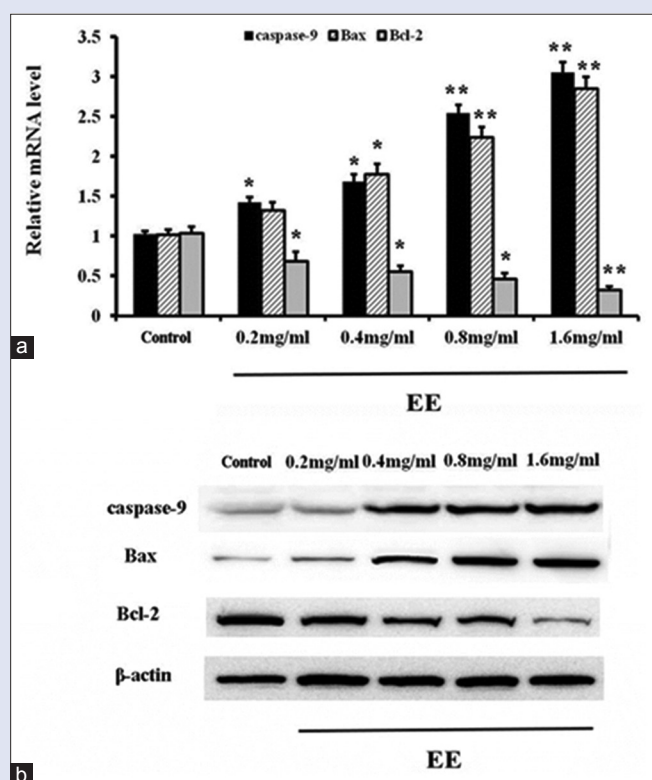 caspase-9 Bax Bcl-2
Relative mRNA level
3.5
3
2.5
2
1.5
1
0.5
0
* * * * * ** ** * ** ** **
Control 0.2mg/ml 0.4mg/ml 0.8mg/ml 1.6mg/ml
EE
a
Control 0.2mg/ml 0.4mg/ml 0.8mg/ml 1.6mg/ml
caspase-9
Bax
Bcl-2
β-actin
EE
b